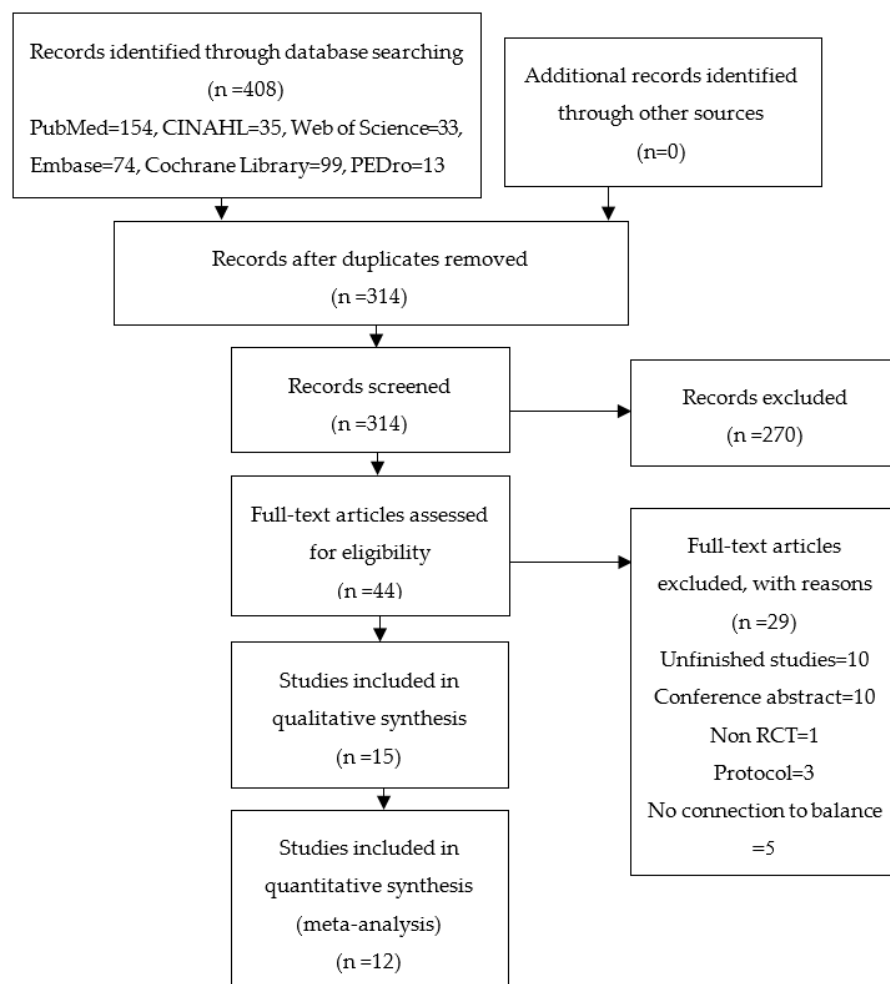 Records identified through database searching
(n =408)
PubMed=154, CINAHL=35, Web of Science=33,
Embase=74, Cochrane Library=99, PEDro=13
Additional records identified
through other sources
(n=0)
Records after duplicates removed
(n =314)
Records screened
(n =314)
Records excluded
(n =270)
Full-text articles assessed
for eligibility
(n =44)
Full-text articles
excluded, with reasons
(n =29)
Unfinished studies=10
Conference abstract=10
Non RCT=1
Protocol=3
No connection to balance
=5
Studies included in
qualitative synthesis
(n =15)
Studies included in
quantitative synthesis
(meta-analysis)
(n =12)